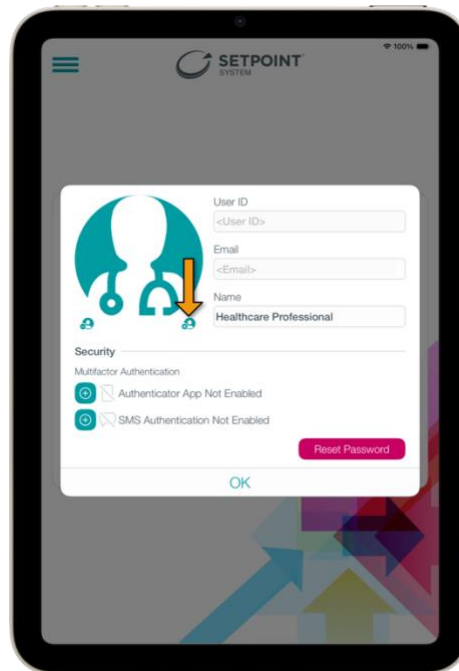 100%
SETPOINT
SYSTEM
User ID
<User ID>
Email
<Email>
Name
Healthcare Professional
Security
Multifactor Authentication
Authenticator App Not Enabled
SMS Authentication Not Enabled
Reset Password
OK